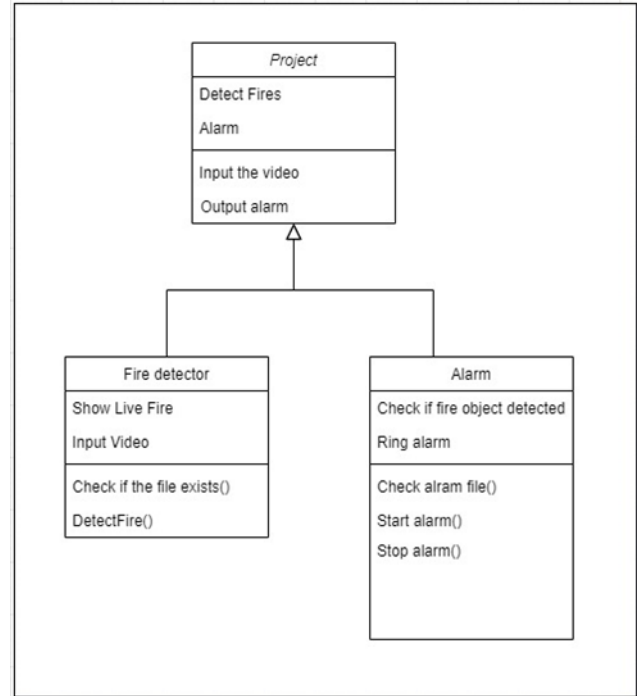 Project
Detect Fires
Alarm
Input the video
Output alarm
Fire detector
Show Live Fire
Input Video
Check if the file exists()
DetectFire()
Alarm
Check if fire object detected
Ring alarm
Check alram file()
Start alarm()
Stop alarm()